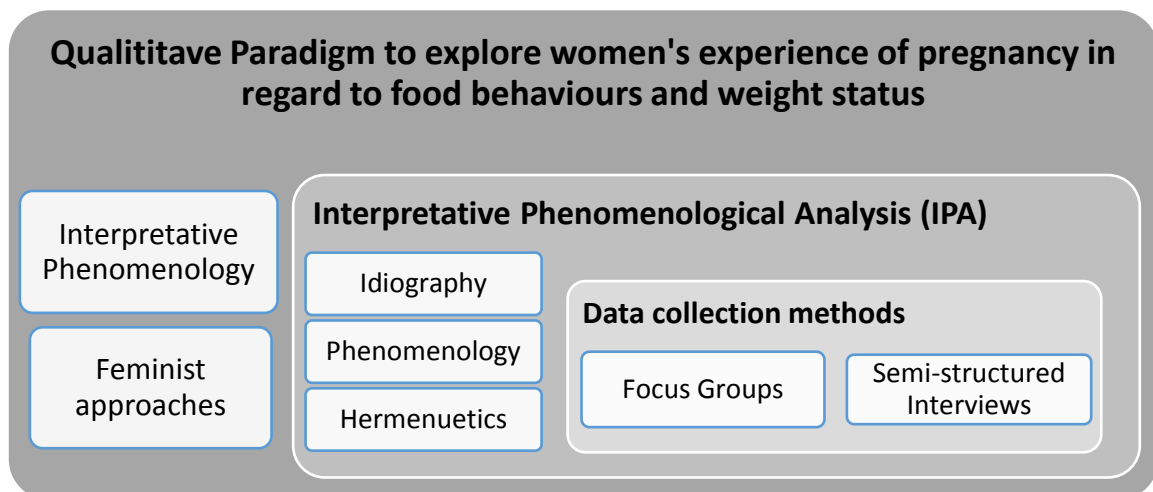 Qualititave Paradigm to explore women's experience of pregnancy in
regard to food behaviours and weight status
Interpretative
Phenomenology
Feminist
approaches
Interpretative Phenomenological Analysis (IPA)
Idiography
Phenomenology
Hermenuetics
Data collection methods
Focus Groups
Semi-structured
Interviews